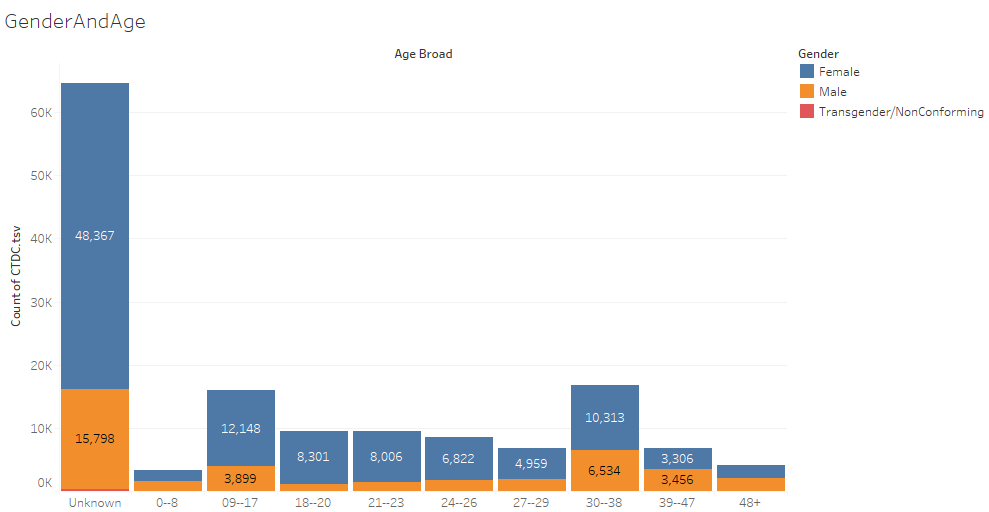 GenderAndAge
Age Broad
Gender
Female
Male
Transgender/NonConforming
Count of CTDC.tsv
60K
50K
40K
30K
20K
10K
0K
48,367
15,798
12,148
3,899
8,301
8,006
6,822
4,959
10,313
6,534
3,306
3,456
Unknown 0--8 09--17 18--20 21--23 24--26 27--29 30--38 39--47 48+